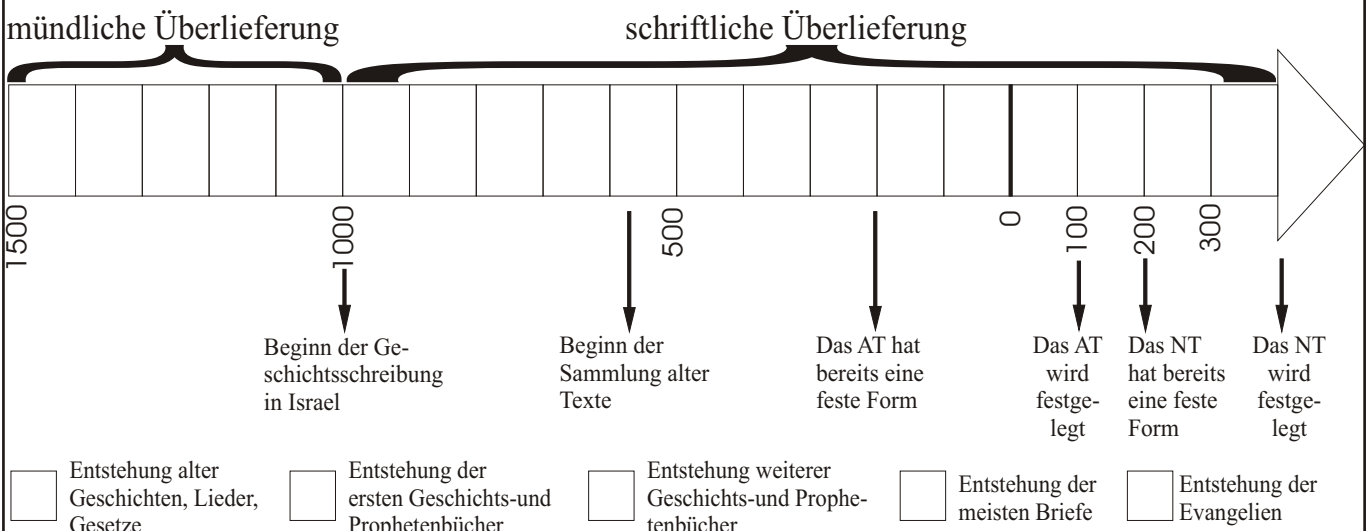 mündliche Überlieferung
schriftliche Überlieferung
1500
1000
500
0
100
200
300
Beginn der Ge-
schichtsschreibung
in Israel
Beginn der
Sammlung alter
Texte
Das AT hat
bereits eine
feste Form
Das AT
wird
festge-
legt
Das NT
hat bereits
eine feste
Form
Das NT
wird
festge-
legt
Entstehung alter
Geschichten, Lieder,
Gesetze
Entstehung der
ersten Geschichts-und
Prophetenbücher
Entstehung weiterer
Geschichts-und Prophe-
tenbücher
Entstehung der
meisten Briefe
Entstehung der
Evangelien